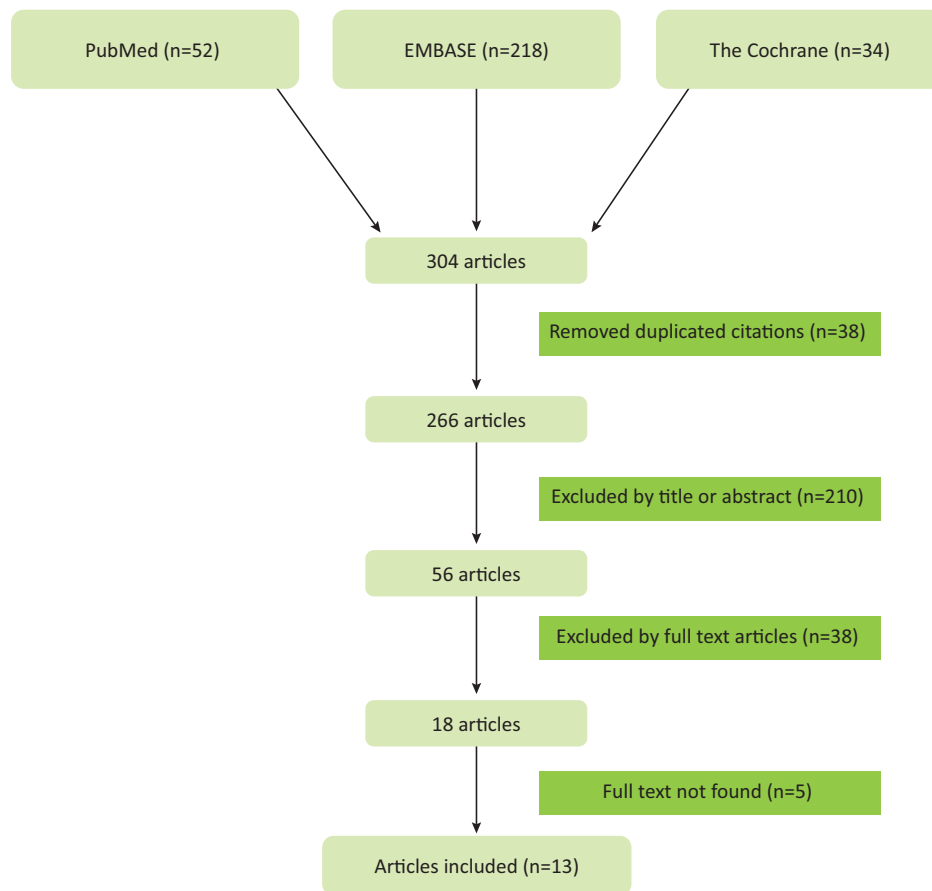 PubMed (n=52)
EMBASE (n=218)
The Cochrane (n=34)
304 articles
Removed duplicated citations (n=38)
266 articles
Excluded by title or abstract (n=210)
56 articles
Excluded by full text articles (n=38)
18 articles
Full text not found (n=5)
Articles included (n=13)